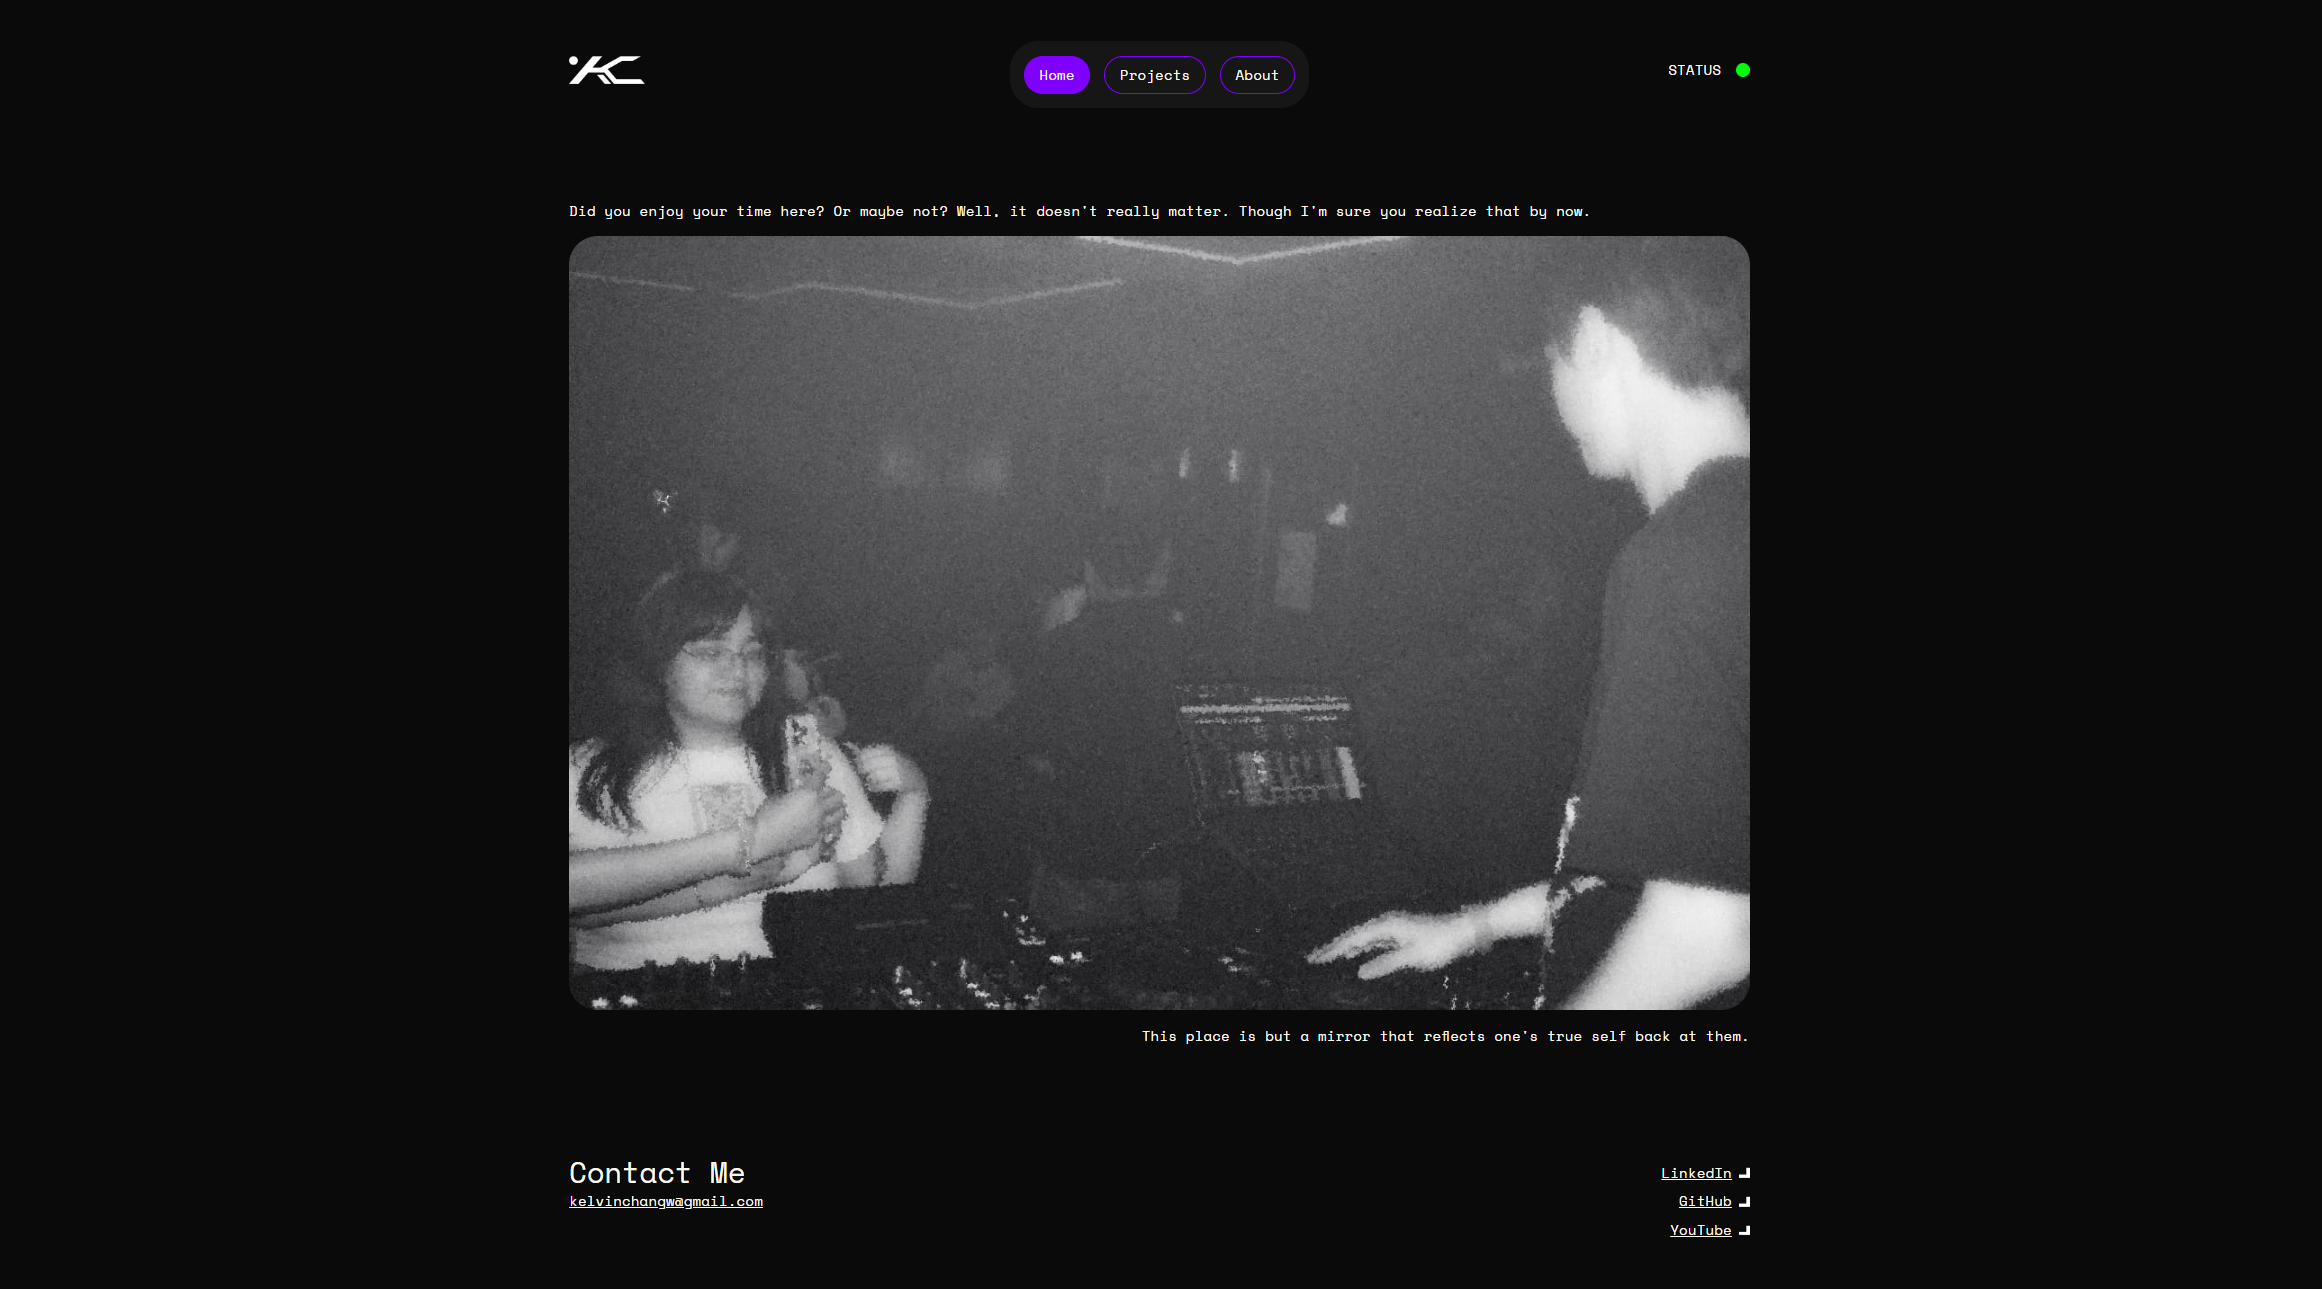 KC
Home
Projects
About
STATUS
Did you enjoy your time here? Or maybe not? Well, it doesn't really matter. Though I'm sure you realize that by now.
This place is but a mirror that reflects one's true self back at them.
Contact Me
kelvinchangw@gmail.com
LinkedIn
GitHub
YouTube